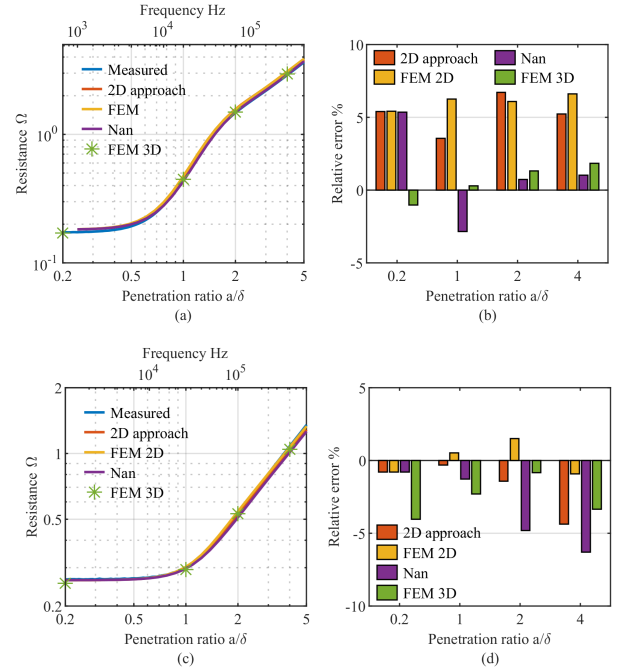 Frequency Hz
10³ 10⁴ 10⁵
Resistance Ω
10⁰
10⁻¹
Measured
2D approach
FEM
Nan
FEM 3D
0.2 0.5 1 2 5
Penetration ratio a/δ
(a)
Relative error %
10
5
0
-5
2D approach Nan
FEM 2D FEM 3D
0.2 1 2 4
Penetration ratio a/δ
(b)
Frequency Hz
10⁴ 10⁵
Resistance Ω
2
1
0.5
0.2
Measured
2D approach
FEM 2D
Nan
FEM 3D
0.2 0.5 1 2 5
Penetration ratio a/δ
(c)
Relative error %
5
0
-5
-10
2D approach
FEM 2D
Nan
FEM 3D
0.2 1 2 4
Penetration ratio a/δ
(d)